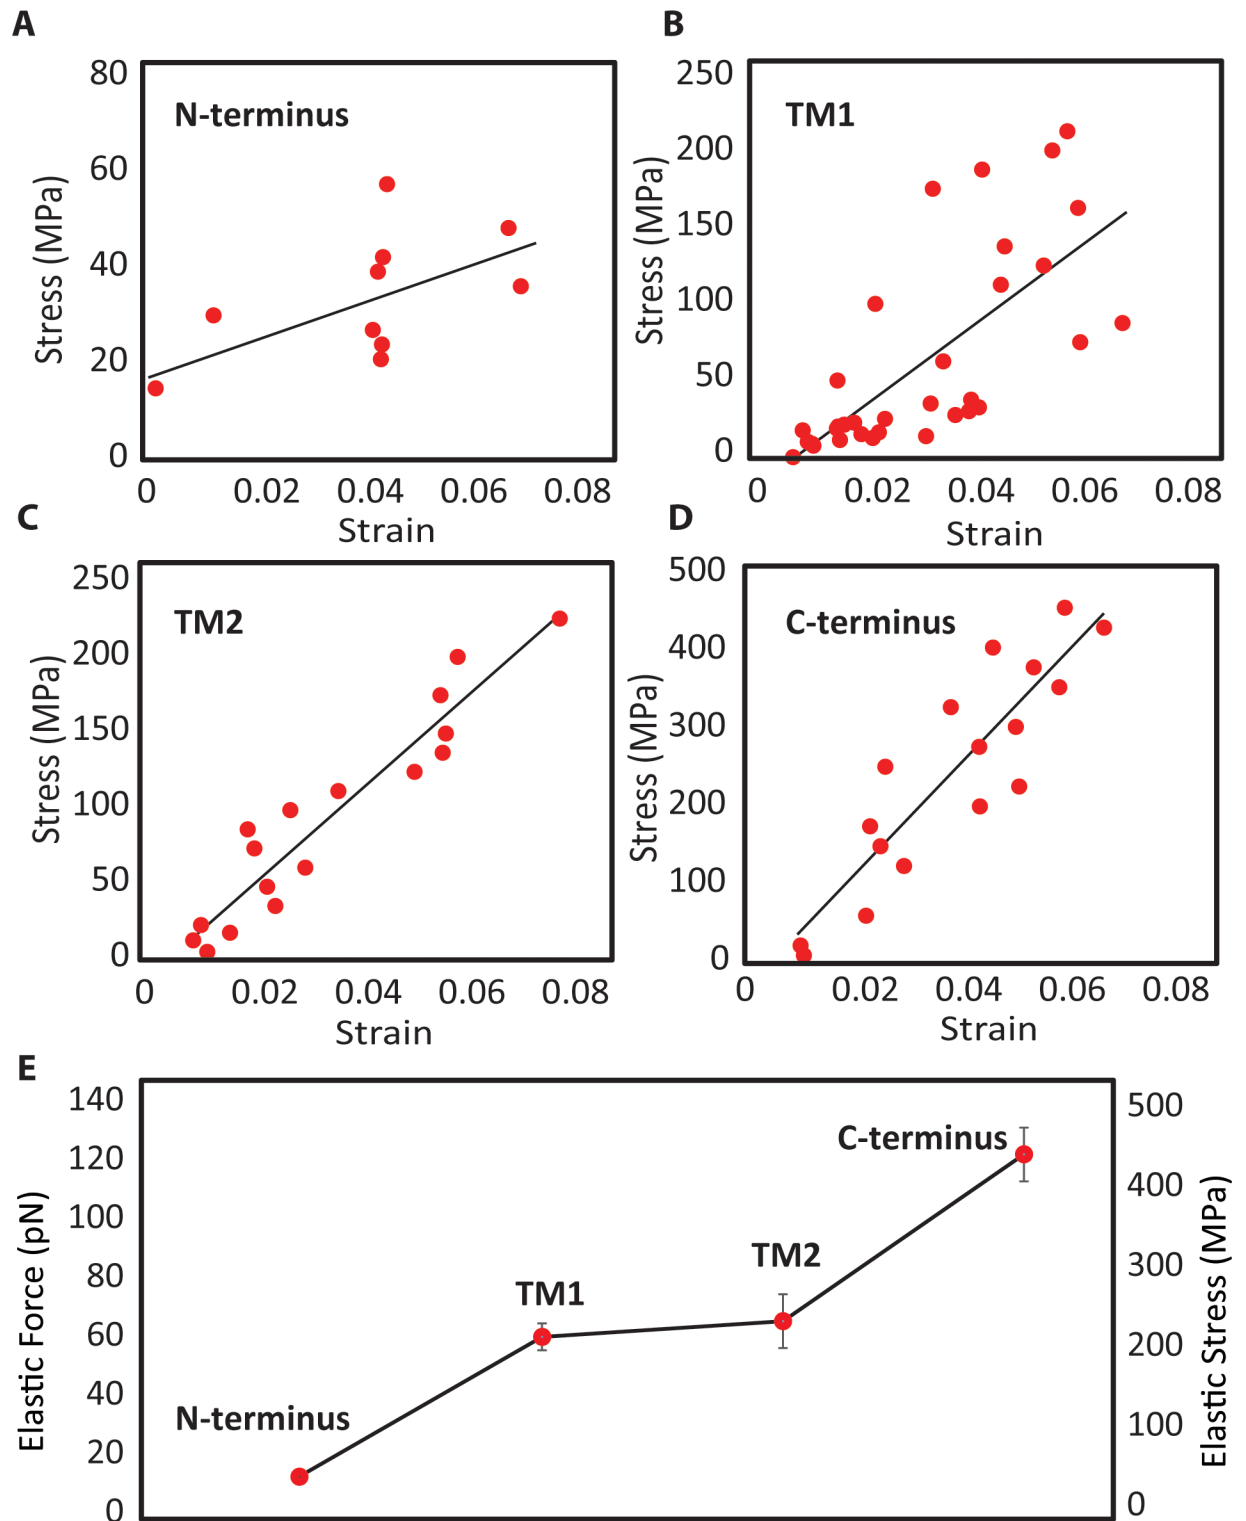 A
80
60
40
20
0
Stress (MPa)
N-terminus
0 0.02 0.04 0.06 0.08
Strain
B
250
200
150
100
50
0
Stress (MPa)
TM1
0 0.02 0.04 0.06 0.08
Strain
C
250
200
150
100
50
0
Stress (MPa)
TM2
0 0.02 0.04 0.06 0.08
Strain
D
500
400
300
200
100
0
Stress (MPa)
C-terminus
0 0.02 0.04 0.06 0.08
Strain
E
140
120
100
80
60
40
20
0
Elastic Force (pN)
N-terminus
TM1
TM2
C-terminus
500
400
300
200
100
0
Elastic Stress (MPa)